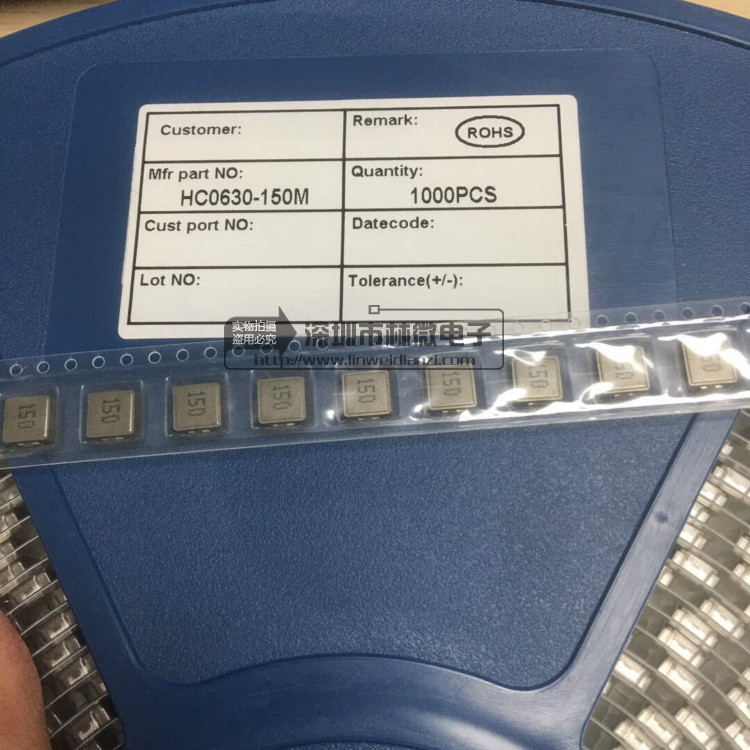 Customer:
Remark:
ROHS
Mfr part NO:
HC0630-150M
Quantity:
1000PCS
Cust port NO:
Datecode:
Lot NO:
Tolerance(+/-):
实物拍摄
盗用必究
深圳市林微电子
http://www.linweidianzi.com
150
150
150
150
150
150
150
150
150